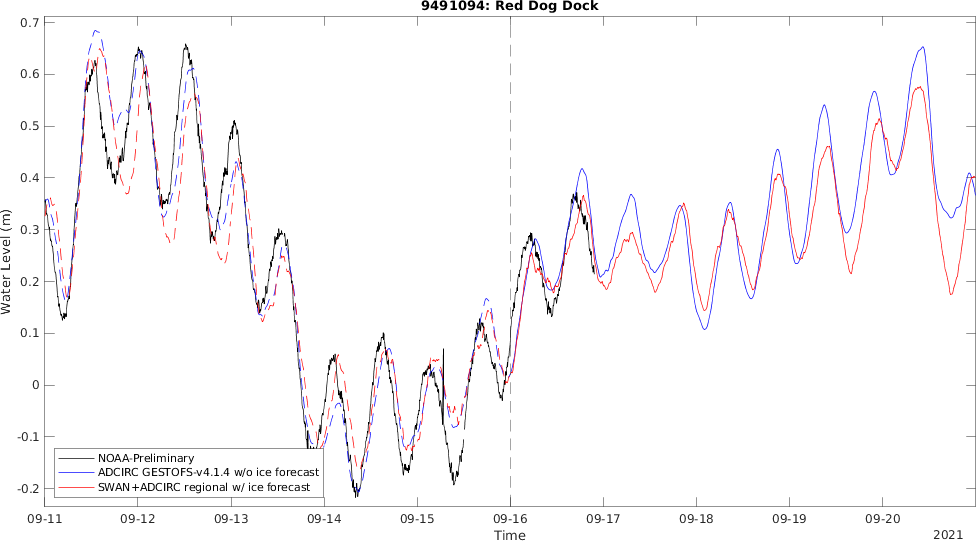 9491094: Red Dog Dock
0.7
0.6
0.5
0.4
0.3
0.2
0.1
0
-0.1
-0.2
Water Level (m)
NOAA-Preliminary
ADCIRC GESTOFS-v4.1.4 w/o ice forecast
SWAN+ADCIRC regional w/ ice forecast
09-11 09-12 09-13 09-14 09-15 09-16 09-17 09-18 09-19 09-20
Time
2021